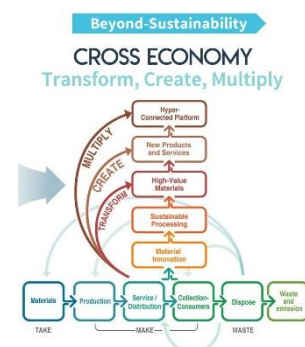 Beyond-Sustainability
CROSS ECONOMY
Transform, Create, Multiply
Hyper-
Connected Platform
New Products
and Services
High-Value
Materials
Sustainable
Processing
Material
Innovation
MULTIPLY
CREATE
TRANSFORM
Materials
Production
Service /
Distribution
Collection-
Consumers
Dispose
Waste
and
emission
TAKE
MAKE
WASTE